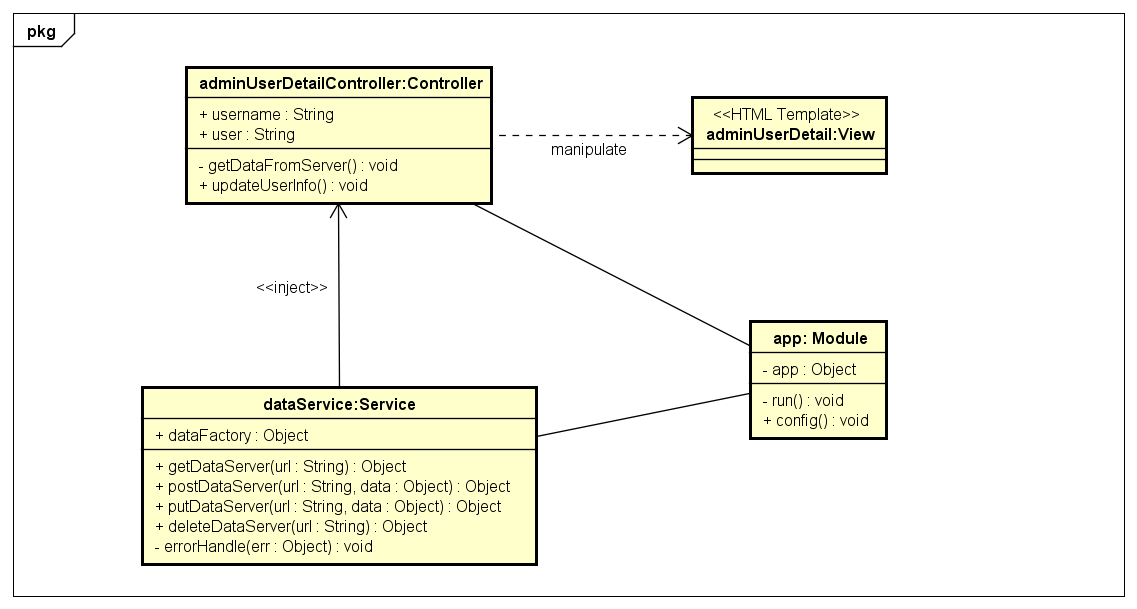 pkg
adminUserDetailController:Controller
+ username : String
+ user : String
- getDataFromServer() : void
+ updateUserInfo() : void
<<HTML Template>>
adminUserDetail:View
manipulate
<<inject>>
app: Module
- app : Object
- run() : void
+ config() : void
dataService:Service
+ dataFactory : Object
+ getDataServer(url : String) : Object
+ postDataServer(url : String, data : Object) : Object
+ putDataServer(url : String, data : Object) : Object
+ deleteDataServer(url : String) : Object
- errorHandle(err : Object) : void